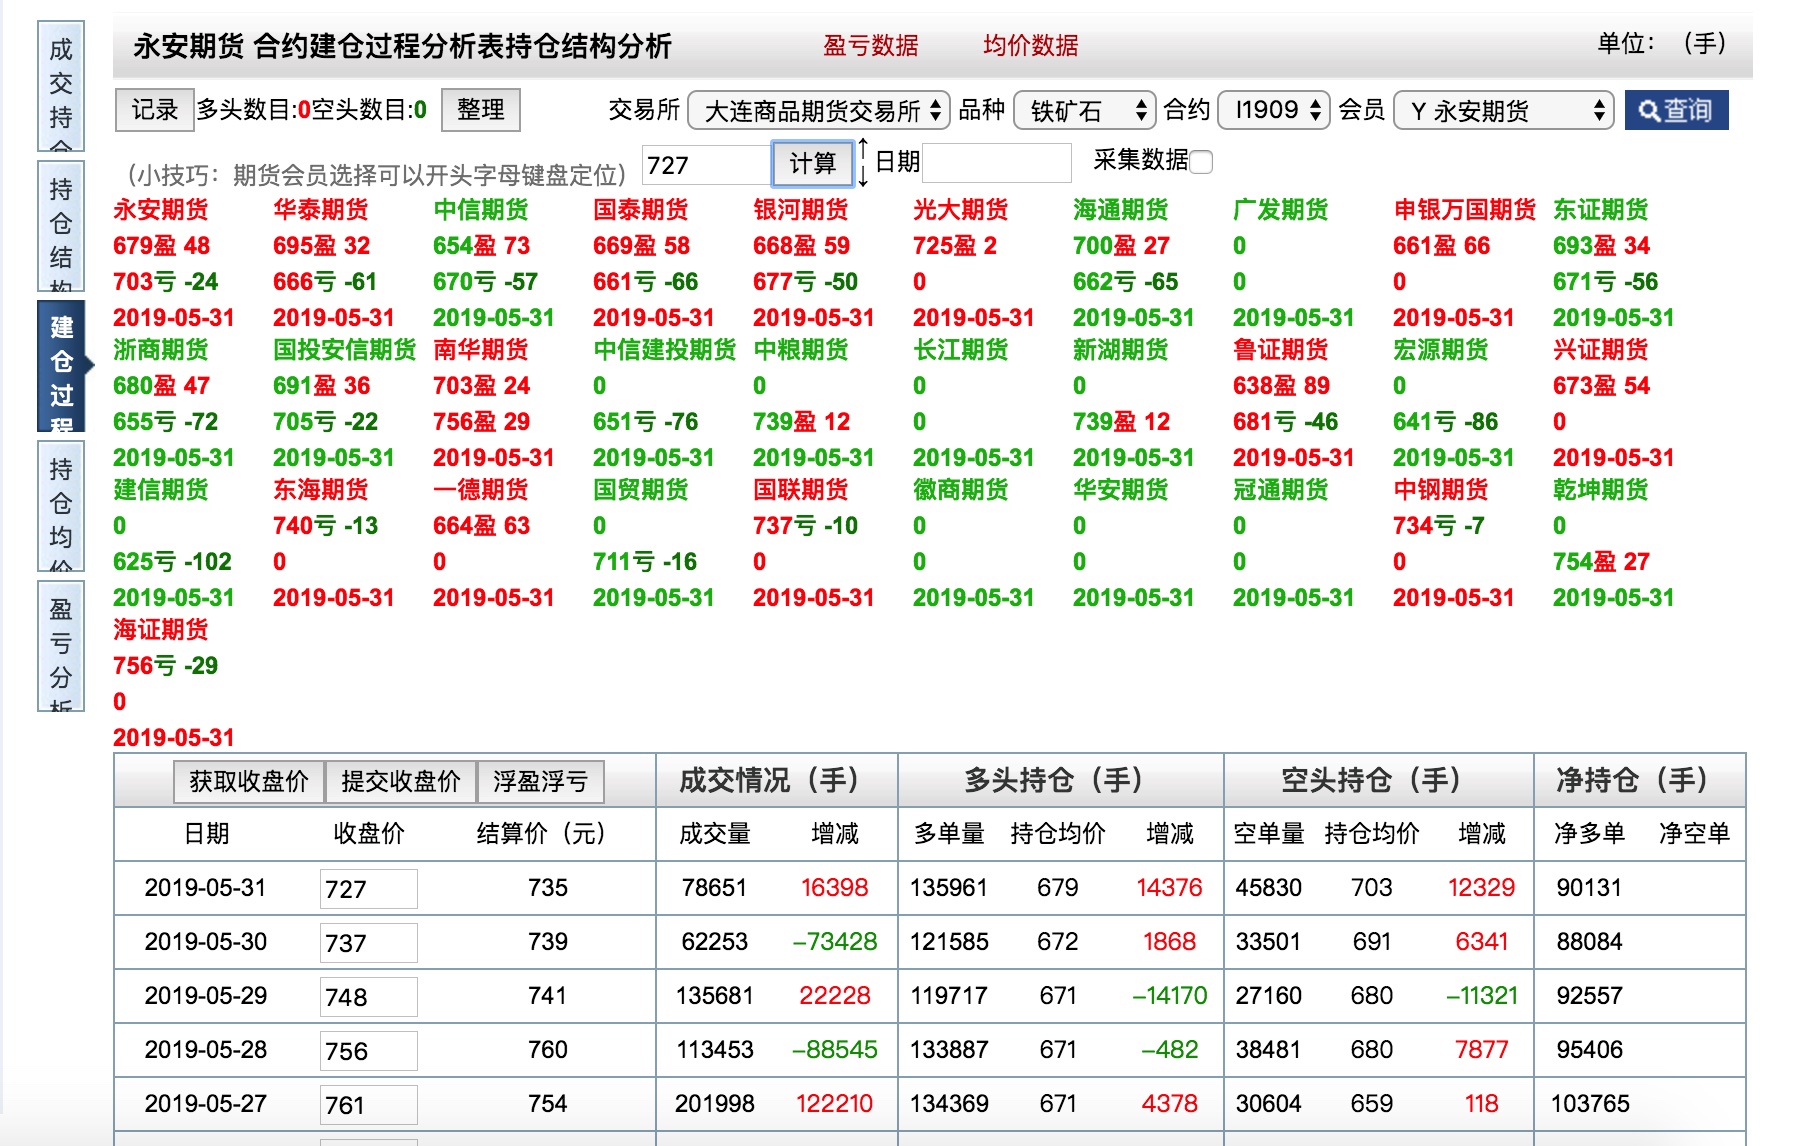 永安期货 合约建仓过程分析表持仓结构分析 盈亏数据 均价数据 单位：（手）
记录 多头数目:0空头数目:0 整理 交易所 大连商品期货交易所 品种 铁矿石 合约 I1909 会员 Y 永安期货 查询
（小技巧：期货会员选择可以开头字母键盘定位） 727 计算 日期 采集数据
永安期货 华泰期货 中信期货 国泰期货 银河期货 光大期货 海通期货 广发期货 申银万国期货 东证期货
679盈 48 695盈 32 654盈 73 669盈 58 668盈 59 725盈 2 700盈 27 0 661盈 66 693盈 34
703亏 -24 666亏 -61 670亏 -57 661亏 -66 677亏 -50 0 662亏 -65 0 0 671亏 -56
2019-05-31 2019-05-31 2019-05-31 2019-05-31 2019-05-31 2019-05-31 2019-05-31 2019-05-31 2019-05-31 2019-05-31
浙商期货 国投安信期货 南华期货 中信建投期货 中粮期货 长江期货 新湖期货 鲁证期货 宏源期货 兴证期货
680盈 47 691盈 36 703盈 24 0 0 0 0 638盈 89 0 673盈 54
655亏 -72 705亏 -22 756盈 29 651亏 -76 739盈 12 0 739盈 12 681亏 -46 641亏 -86 0
2019-05-31 2019-05-31 2019-05-31 2019-05-31 2019-05-31 2019-05-31 2019-05-31 2019-05-31 2019-05-31 2019-05-31
建信期货 东海期货 一德期货 国贸期货 国联期货 徽商期货 华安期货 冠通期货 中钢期货 乾坤期货
0 740亏 -13 664盈 63 0 737亏 -10 0 0 0 734亏 -7 0
625亏 -102 0 0 711亏 -16 0 0 0 0 0 754盈 27
2019-05-31 2019-05-31 2019-05-31 2019-05-31 2019-05-31 2019-05-31 2019-05-31 2019-05-31 2019-05-31 2019-05-31
海证期货
756亏 -29
0
2019-05-31
获取收盘价 提交收盘价 浮盈浮亏 成交情况（手） 多头持仓（手） 空头持仓（手） 净持仓（手）
日期 收盘价 结算价（元） 成交量 增减 多单量 持仓均价 增减 空单量 持仓均价 增减 净多单 净空单
2019-05-31 727 735 78651 16398 135961 679 14376 45830 703 12329 90131
2019-05-30 737 739 62253 −73428 121585 672 1868 33501 691 6341 88084
2019-05-29 748 741 135681 22228 119717 671 −14170 27160 680 −11321 92557
2019-05-28 756 760 113453 −88545 133887 671 −482 38481 680 7877 95406
2019-05-27 761 754 201998 122210 134369 671 4378 30604 659 118 103765
成交持仓
持仓结构
建仓过程
持仓均价
盈亏分析